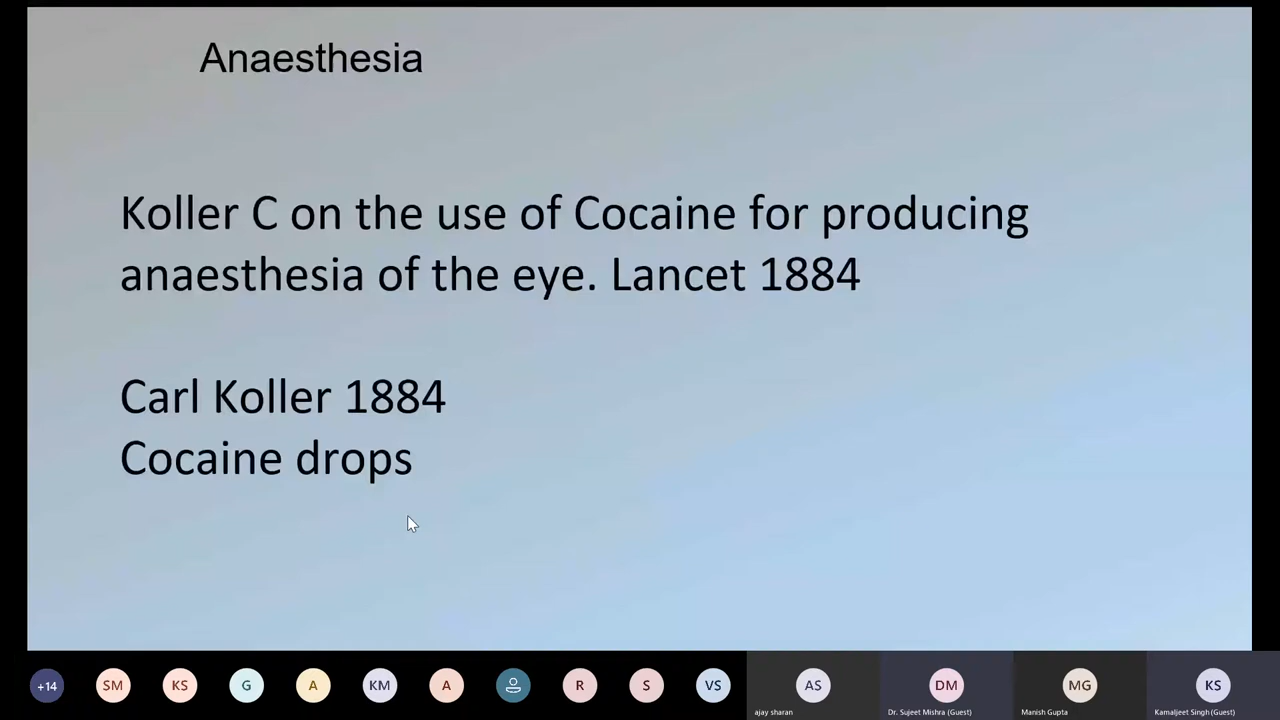 Anaesthesia
Koller C on the use of Cocaine for producing
anaesthesia of the eye. Lancet 1884
Carl Koller 1884
Cocaine drops
+14
SM
KS
G
A
KM
A
R
S
VS
AS
DM
MG
KS
ajay sharan
Dr. Sujeet Mishra (Guest)
Manish Gupta
Kamaljeet Singh (Guest)